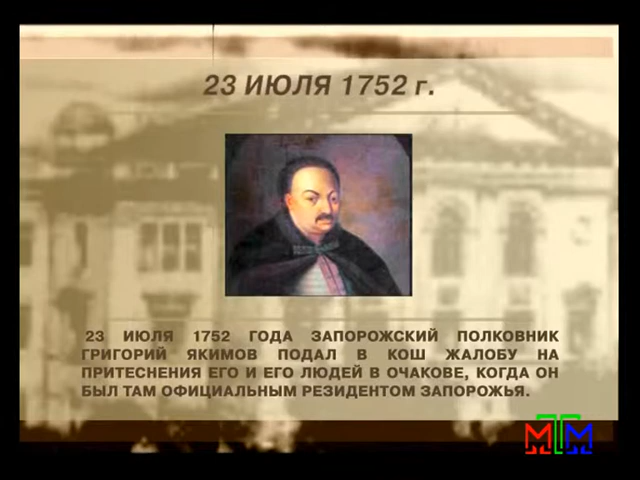 23 ИЮЛЯ 1752 г.
23 ИЮЛЯ 1752 ГОДА ЗАПОРОЖСКИЙ ПОЛКОВНИК
ГРИГОРИЙ ЯКИМОВ ПОДАЛ В КОШ ЖАЛОБУ НА
ПРИТЕСНЕНИЯ ЕГО И ЕГО ЛЮДЕЙ В ОЧАКОВЕ, КОГДА ОН
БЫЛ ТАМ ОФИЦИАЛЬНЫМ РЕЗИДЕНТОМ ЗАПОРОЖЬЯ.
МТМ